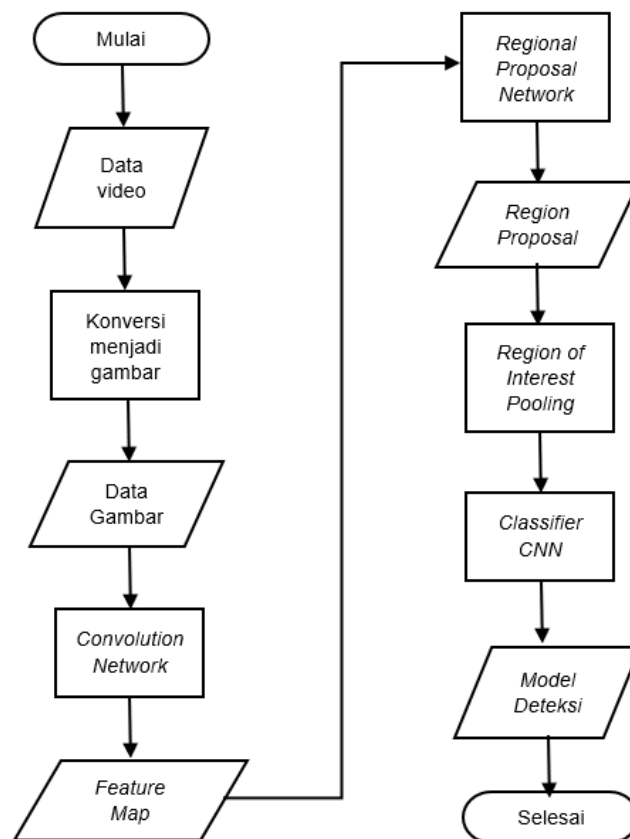 Mulai
Data
video
Konversi
menjadi
gambar
Data
Gambar
Convolution
Network
Feature
Map
Regional
Proposal
Network
Region
Proposal
Region of
Interest
Pooling
Classifier
CNN
Model
Deteksi
Selesai